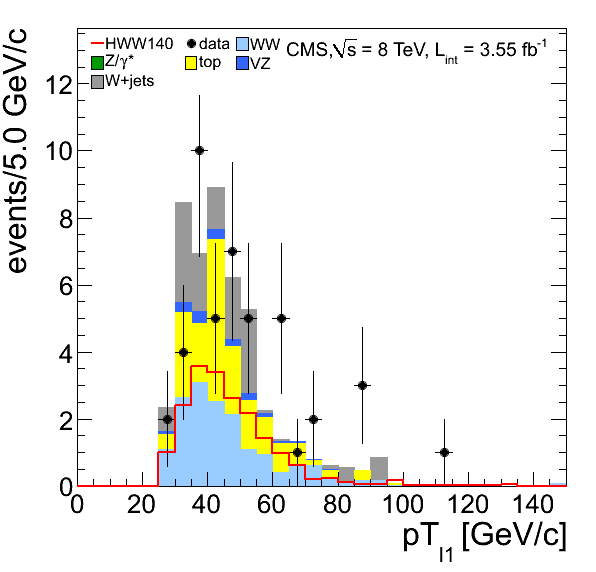 HWW140 data WW CMS,√s = 8 TeV, L_int = 3.55 fb⁻¹
Z/γ* top VZ
W+jets
events/5.0 GeV/c
12
10
8
6
4
2
0
0 20 40 60 80 100 120 140
pT_l1 [GeV/c]